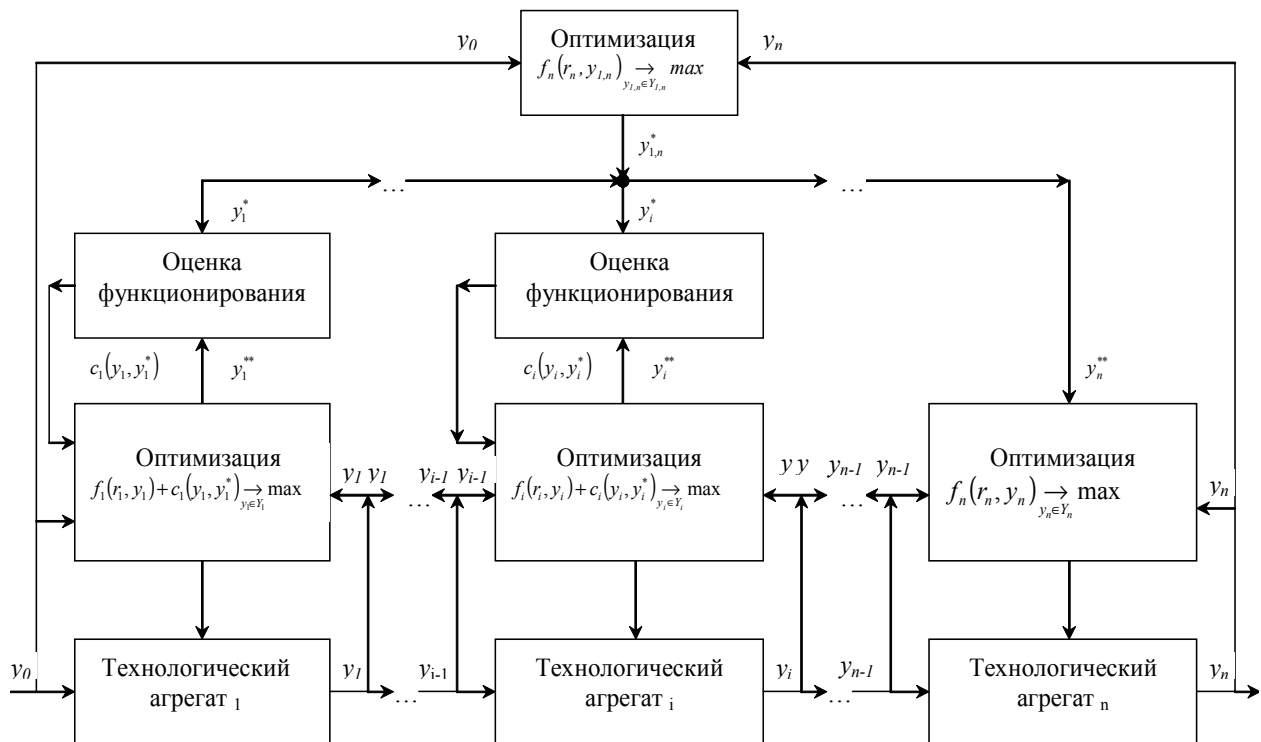 y₀ Оптимизация yₙ
fₙ(rₙ, y₁,ₙ) → max
y₁,ₙ∈Y₁,ₙ
y*₁,ₙ
... ...
y*₁ y*ᵢ
Оценка Оценка
функционирования функционирования
c₁(y₁, y*₁) y**₁ cᵢ(yᵢ, y*ᵢ) y**ᵢ y**ₙ
Оптимизация Оптимизация Оптимизация
y₁ y₁ yi-1 yi-1 y y yn-1 yn-1 yₙ
f₁(r₁, y₁)+c₁(y₁, y*₁) → max ... fᵢ(rᵢ, yᵢ)+cᵢ(yᵢ, y*ᵢ) → max ... fₙ(rₙ, yₙ) → max
y₁∈Y₁ yᵢ∈Yᵢ yₙ∈Yₙ
y₀ Технологический y₁ yi-1 Технологический yᵢ yn-1 Технологический yₙ
агрегат ₁ ... агрегат ᵢ ... агрегат ₙ